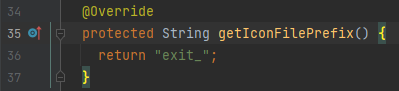 34 @Override
35 protected String getIconFilePrefix() {
36 return "exit_";
37 }